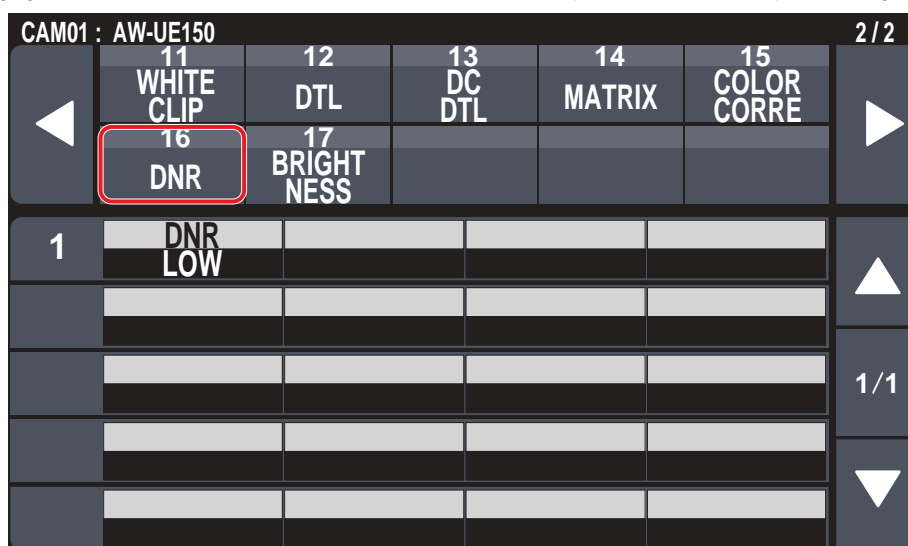 CAM01 : AW-UE150 2/2
11 12 13 14 15
WHITE CLIP DTL DC DTL MATRIX COLOR CORRE
16 17
DNR BRIGHT NESS
1 DNR
LOW
1/1